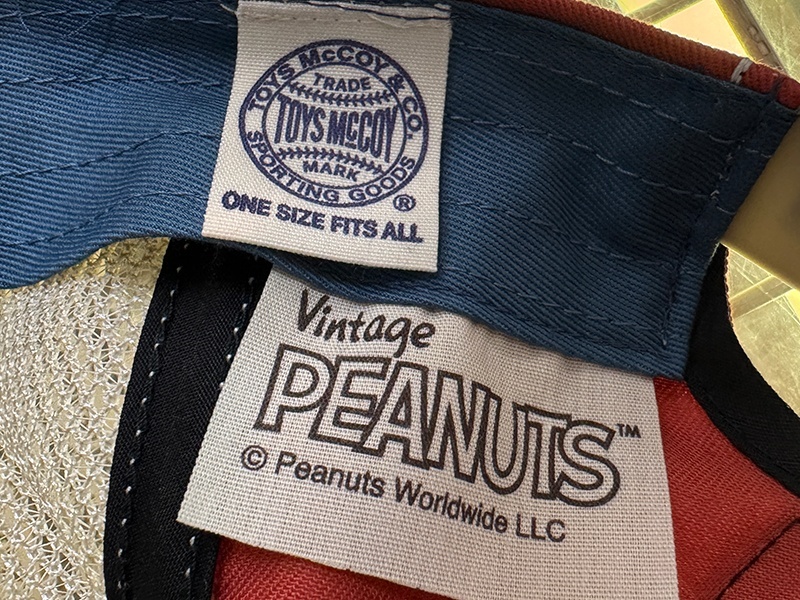 TOYS McCOY & CO.
TRADE
TOYS McCOY
MARK
SPORTING GOODS
®
ONE SIZE FITS ALL
Vintage
PEANUTS™
© Peanuts Worldwide LLC